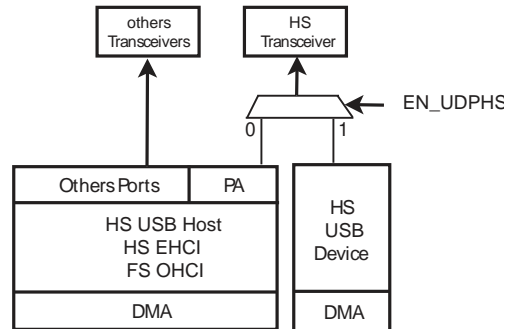 others
Transceivers
HS
Transceiver
EN_UDPHS
0 1
Others Ports PA
HS USB Host
HS EHCI
FS OHCI
DMA
HS
USB
Device
DMA